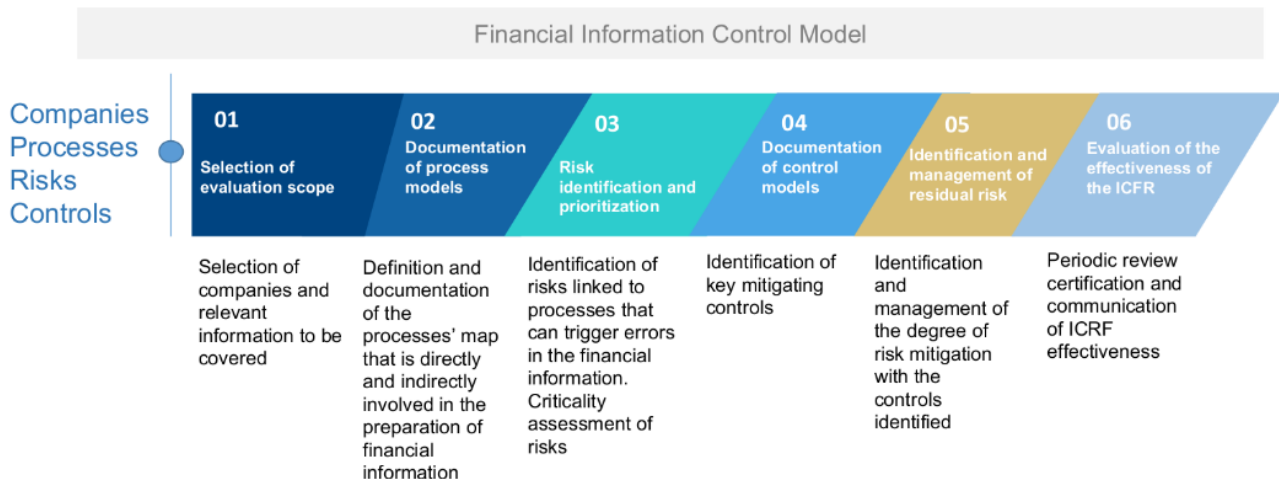 Financial Information Control Model
Companies
Processes
Risks
Controls
01
Selection of
evaluation scope
02
Documentation
of process
models
03
Risk
identification and
prioritization
04
Documentation
of control
models
05
Identification and
management of
residual risk
06
Evaluation of the
effectiveness of
the ICFR
Selection of
companies and
relevant
information to be
covered
Definition and
documentation
of the
processes’ map
that is directly
and indirectly
involved in the
preparation of
financial
information
Identification of
risks linked to
processes that
can trigger errors
in the financial
information.
Criticality
assessment of
risks
Identification of
key mitigating
controls
Identification
and
management of
the degree of
risk mitigation
with the
controls
identified
Periodic review
certification and
communication
of ICRF
effectiveness